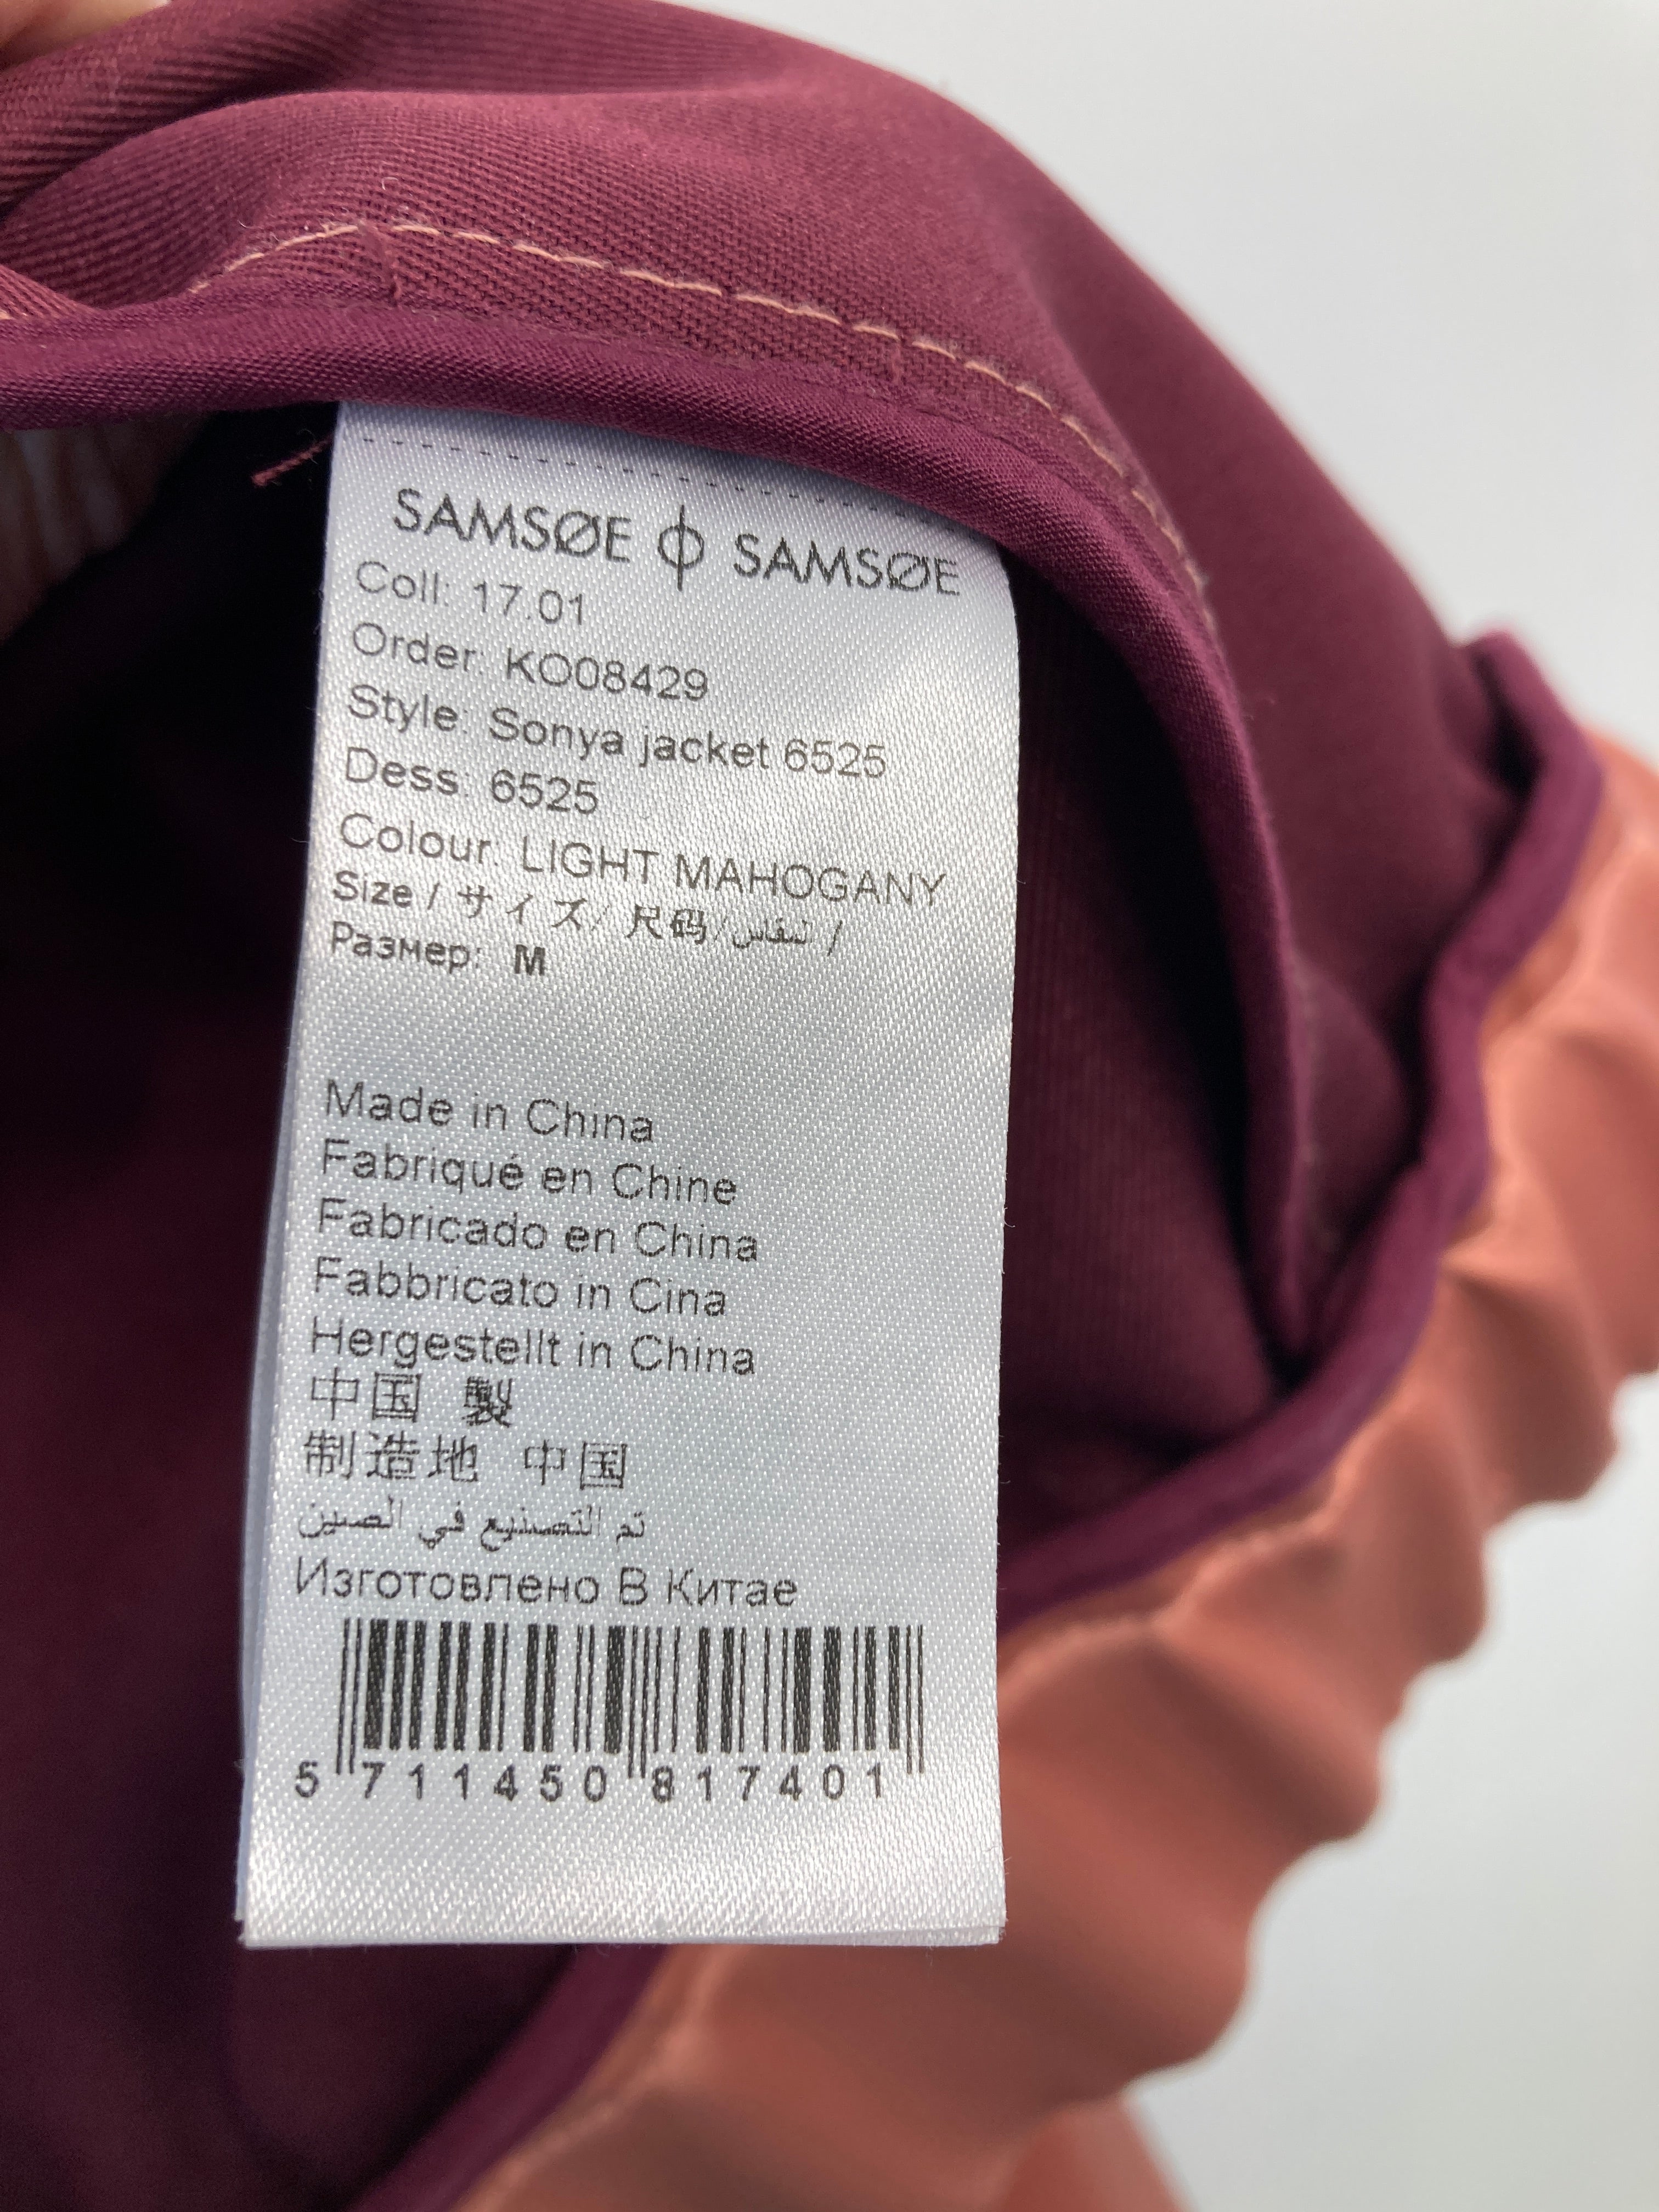 SAMSØE ɸ SAMSØE
Coll: 17.01
Order: KO08429
Style: Sonya jacket 6525
Dess: 6525
Colour: LIGHT MAHOGANY
Size / サイズ/ 尺码/ مقاس /
Размер: M
Made in China
Fabriqué en Chine
Fabricado en China
Fabbricato in Cina
Hergestellt in China
中国 製
制造地 中国
تم التصنيع في الصين
Изготовлено В Китае
5 711450 817401